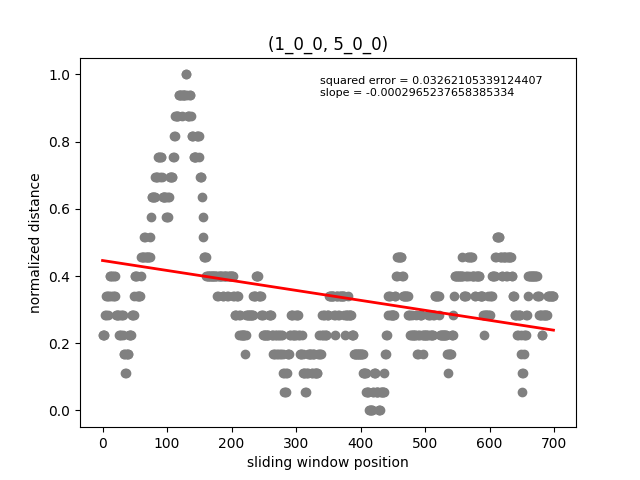 (1_0_0, 5_0_0)
squared error = 0.03262105339124407
slope = -0.0002965237658385334
normalized distance
1.0
0.8
0.6
0.4
0.2
0.0
0 100 200 300 400 500 600 700
sliding window position